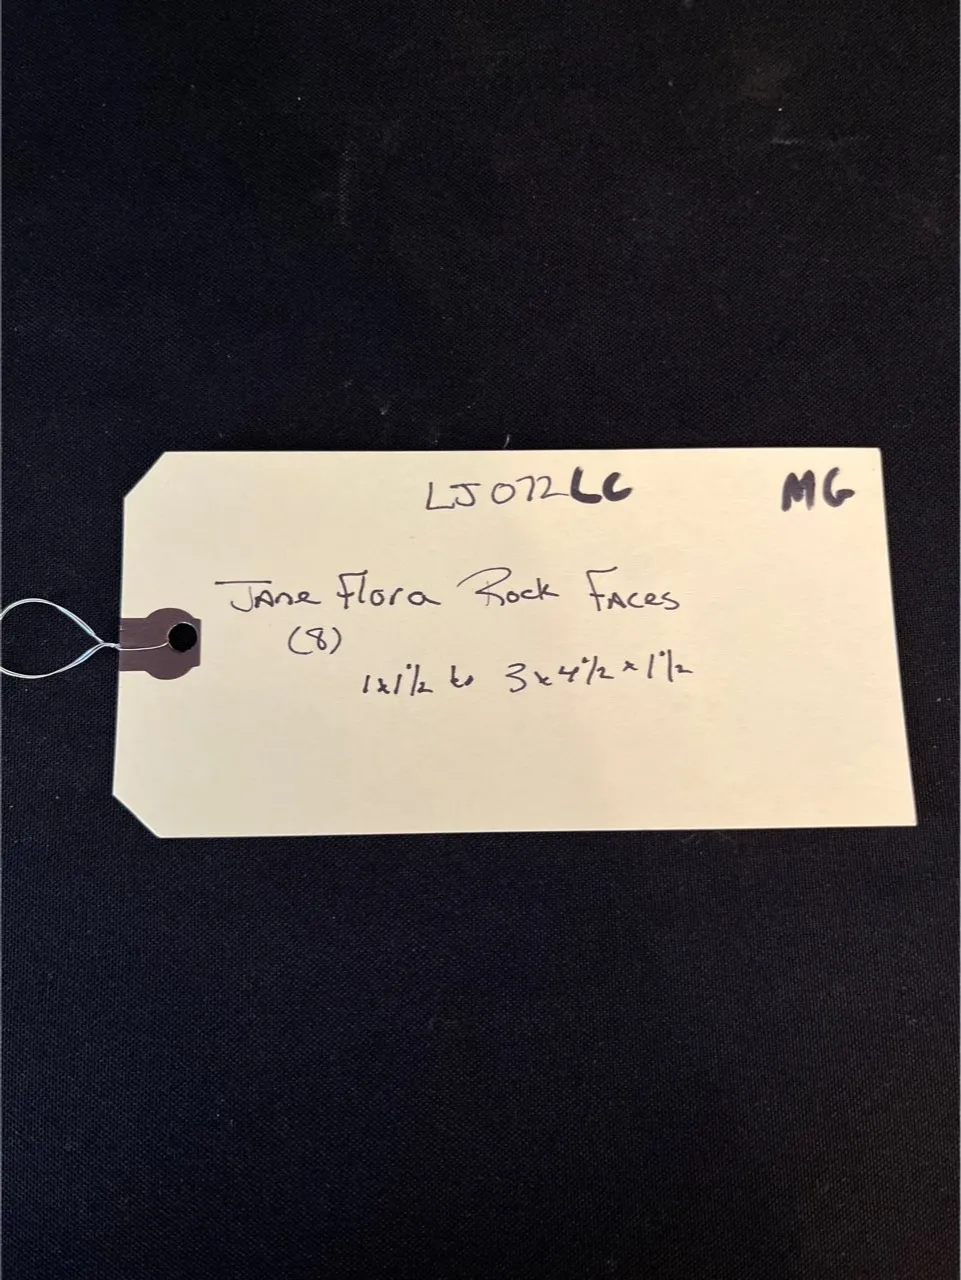 LJ072LC MG
Jane Flora Rock Faces
(8)
1x1½ to 3x4½x1½